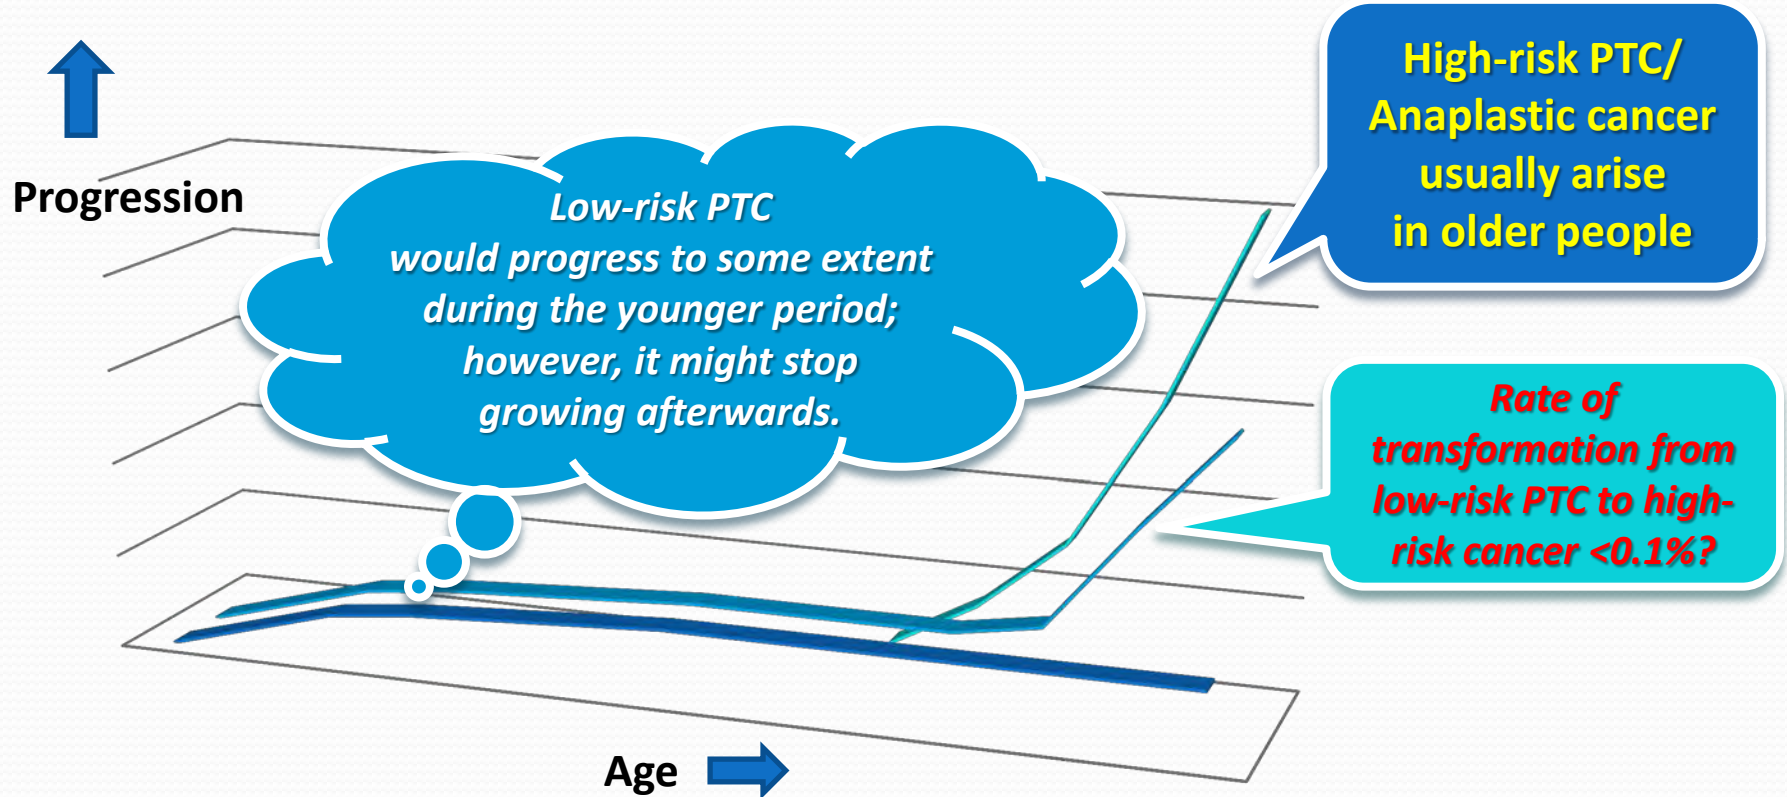 Progression
Low-risk PTC
would progress to some extent
during the younger period;
however, it might stop
growing afterwards.
High-risk PTC/
Anaplastic cancer
usually arise
in older people
Rate of
transformation from
low-risk PTC to high-
risk cancer <0.1%?
Age